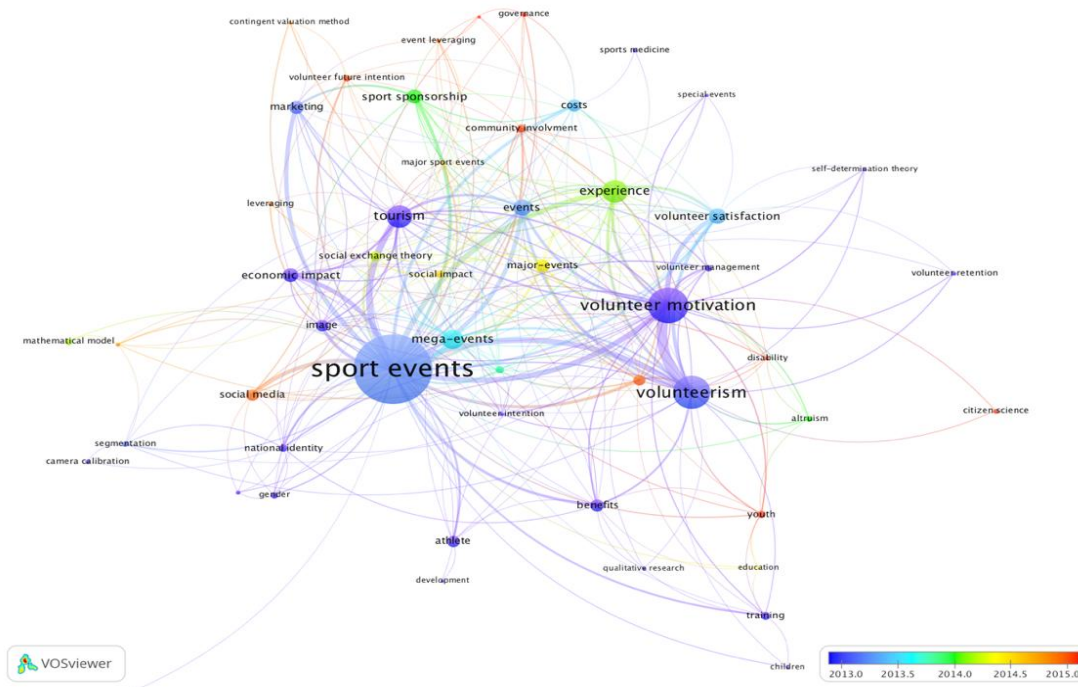 governance
contingent valuation method
event leveraging
sports medicine
volunteer future intention
special events
sport sponsorship
marketing
costs
community involvment
major sport events
self-determination theory
experience
leveraging
tourism
events
volunteer satisfaction
social exchange theory
major-events
volunteer management
economic impact
social impact
volunteer retention
volunteer motivation
image
mega-events
mathematical model
disability
sport events
social media
volunteerism
citizen science
volunteer intention
altruism
segmentation
national identity
camera calibration
gender
benefits
youth
athlete
qualitative research
education
development
training
VOSviewer
children
2013.0 2013.5 2014.0 2014.5 2015.0